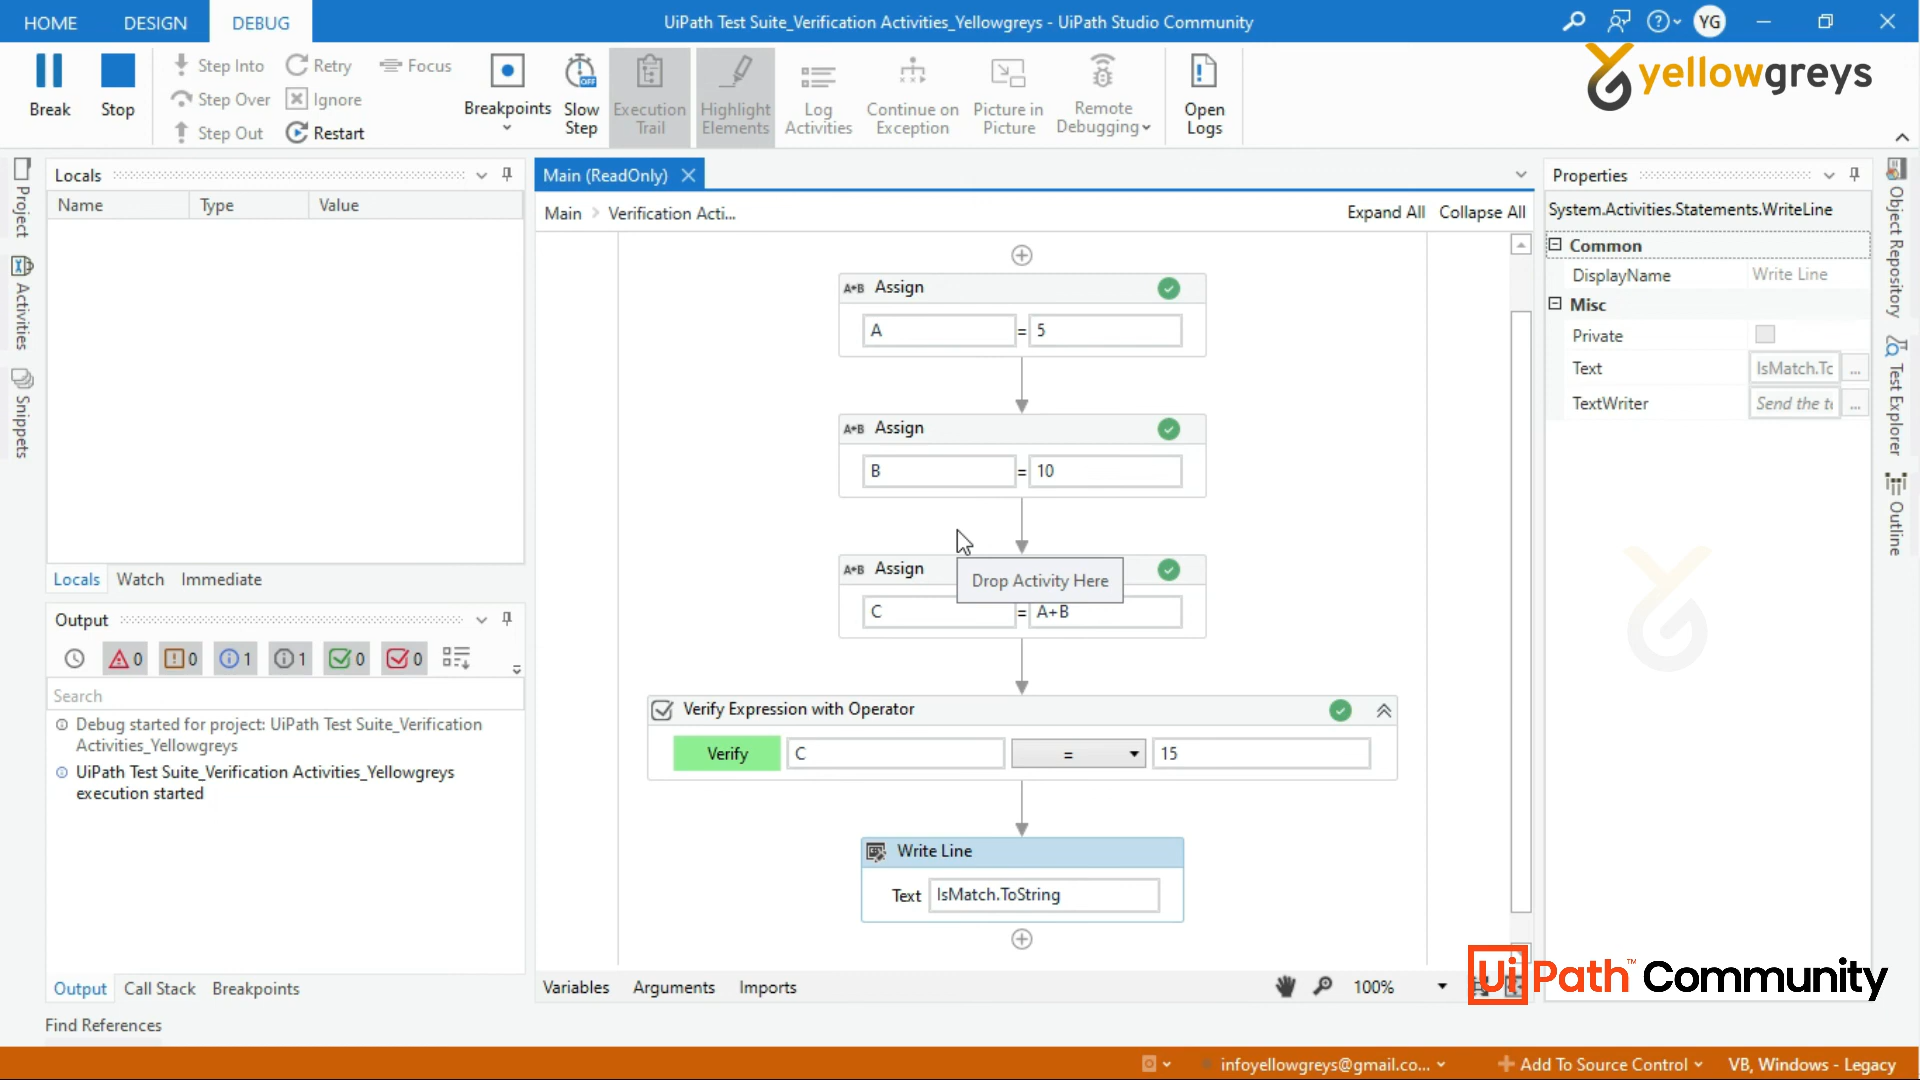 HOME DESIGN DEBUG UiPath Test Suite_Verification Activities_Yellowgreys - UiPath Studio Community YG
Break Stop Step Into Step Over Step Out Retry Ignore Restart Focus
Breakpoints Slow Step Execution Trail Highlight Elements Log Activities Continue on Exception Picture in Picture Remote Debugging Open Logs
OFF
yellowgreys
Project
Activities
Snippets
Locals
Name Type Value
Locals Watch Immediate
Output
0 0 1 1 0 0
Search
Debug started for project: UiPath Test Suite_Verification
Activities_Yellowgreys
UiPath Test Suite_Verification Activities_Yellowgreys
execution started
Output Call Stack Breakpoints
Find References
Main (ReadOnly)
Main > Verification Acti... Expand All Collapse All
A+B Assign
A = 5
A+B Assign
B = 10
A+B Assign
Drop Activity Here
C = A+B
Verify Expression with Operator
Verify C = 15
Write Line
Text IsMatch.ToString
Variables Arguments Imports 100%
Properties
System.Activities.Statements.WriteLine
Common
DisplayName Write Line
Misc
Private
Text IsMatch.Tc ...
TextWriter Send the te ...
Object Repository
Test Explorer
Outline
UiPath™ Community
infoyellowgreys@gmail.co... Add To Source Control VB, Windows - Legacy